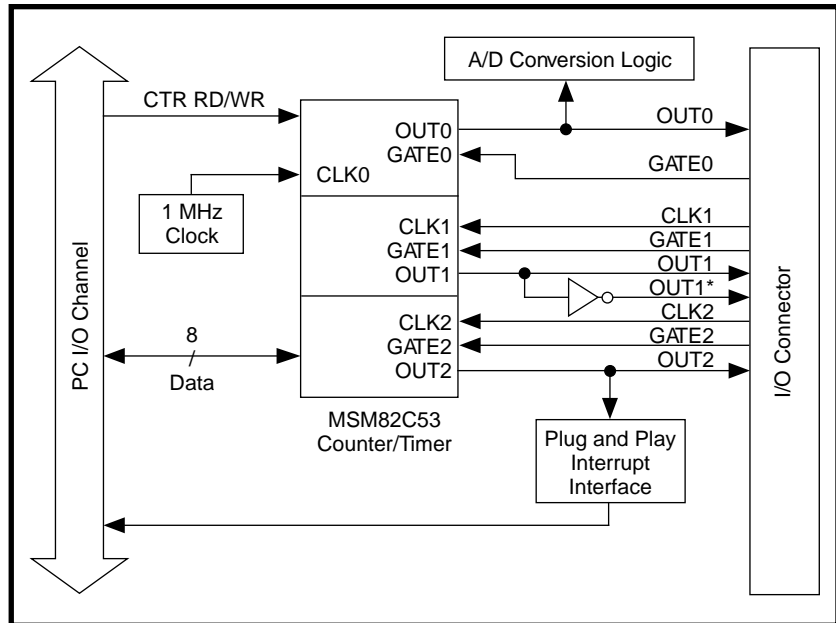 A/D Conversion Logic
CTR RD/WR
OUT0
OUT0
GATE0
GATE0
CLK0
1 MHz
Clock
CLK1
CLK1
GATE1
GATE1
OUT1
OUT1
OUT1*
CLK2
CLK2
GATE2
GATE2
OUT2
OUT2
8
Data
PC I/O Channel
I/O Connector
MSM82C53
Counter/Timer
Plug and Play
Interrupt
Interface